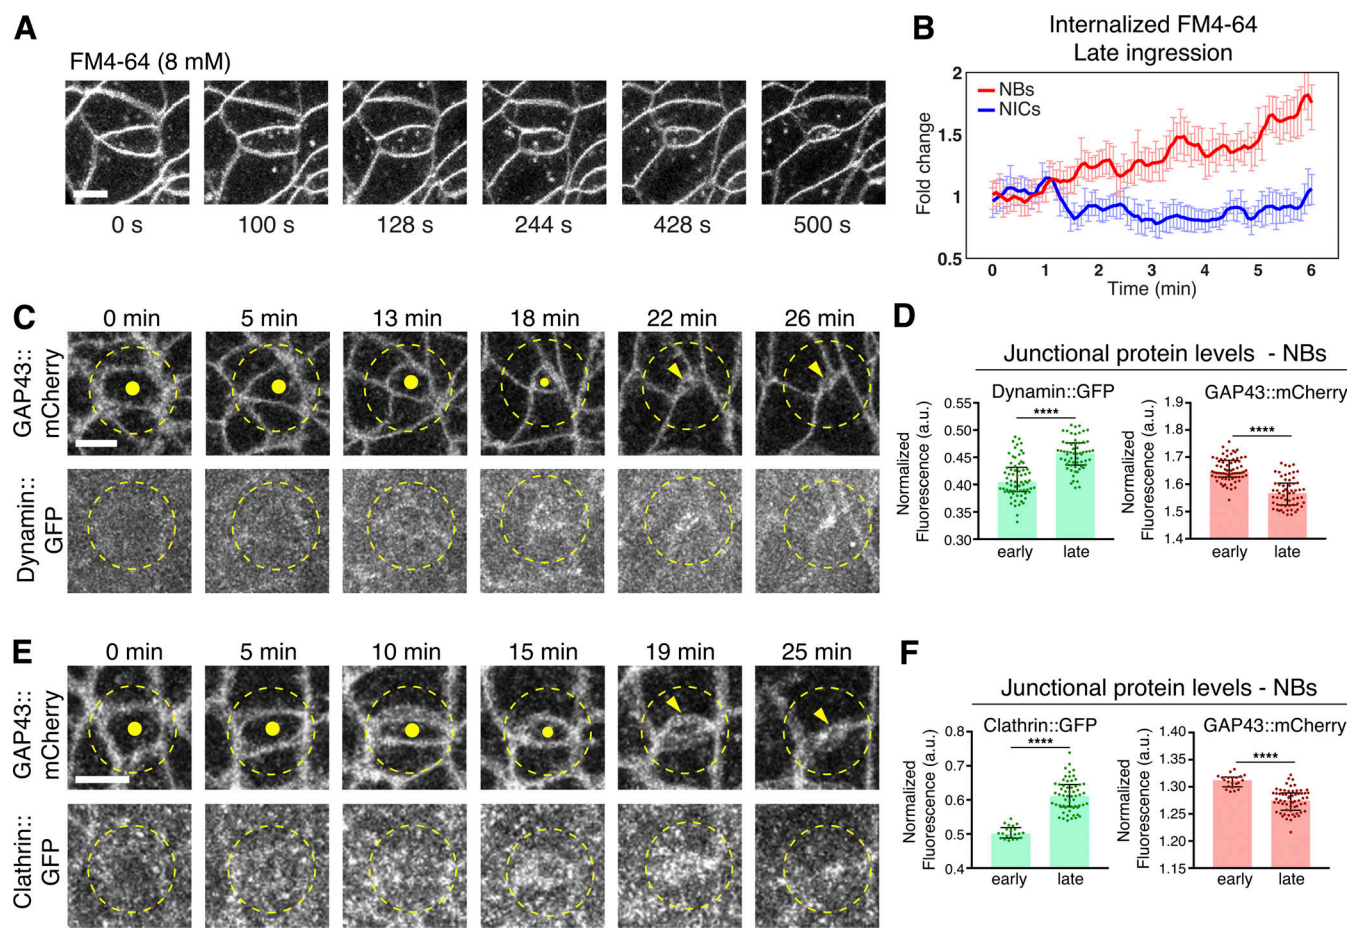 A
FM4-64 (8 mM)
0 s
100 s
128 s
244 s
428 s
500 s
B
Internalized FM4-64
Late ingression
NBs
NICs
Fold change
2
1.5
1
0.5
0
1
2
3
4
5
6
Time (min)
C
0 min
5 min
13 min
18 min
22 min
26 min
GAP43::
mCherry
Dynamin::
GFP
D
Junctional protein levels - NBs
Dynamin::GFP
****
Normalized
Fluorescence (a.u.)
0.55
0.50
0.45
0.40
0.35
0.30
early
late
GAP43::mCherry
****
Normalized
Fluorescence (a.u.)
1.9
1.8
1.7
1.6
1.5
1.4
early
late
E
0 min
5 min
10 min
15 min
19 min
25 min
GAP43::
mCherry
Clathrin::
GFP
F
Junctional protein levels - NBs
Clathrin::GFP
****
Normalized
Fluorescence (a.u.)
0.8
0.7
0.6
0.5
0.4
early
late
GAP43::mCherry
****
Normalized
Fluorescence (a.u.)
1.40
1.35
1.30
1.25
1.20
1.15
early
late